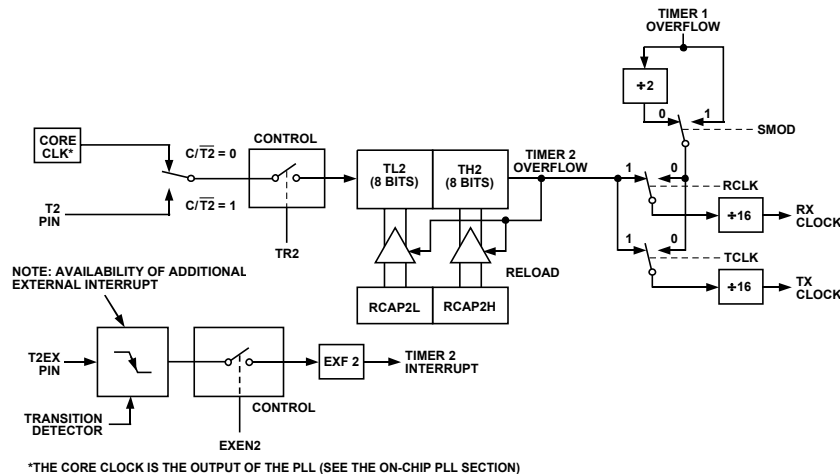 TIMER 1
OVERFLOW
÷2
0
1
SMOD
CONTROL
CORE
CLK*
C/T̅2̅ = 0
TL2
(8 BITS)
TH2
(8 BITS)
TIMER 2
OVERFLOW
1
0
RCLK
T2
PIN
C/T̅2̅ = 1
÷16
RX
CLOCK
TR2
1
0
TCLK
RELOAD
÷16
TX
CLOCK
RCAP2L
RCAP2H
NOTE: AVAILABILITY OF ADDITIONAL
EXTERNAL INTERRUPT
T2EX
PIN
EXF 2
TIMER 2
INTERRUPT
CONTROL
TRANSITION
DETECTOR
EXEN2
*THE CORE CLOCK IS THE OUTPUT OF THE PLL (SEE THE ON-CHIP PLL SECTION)